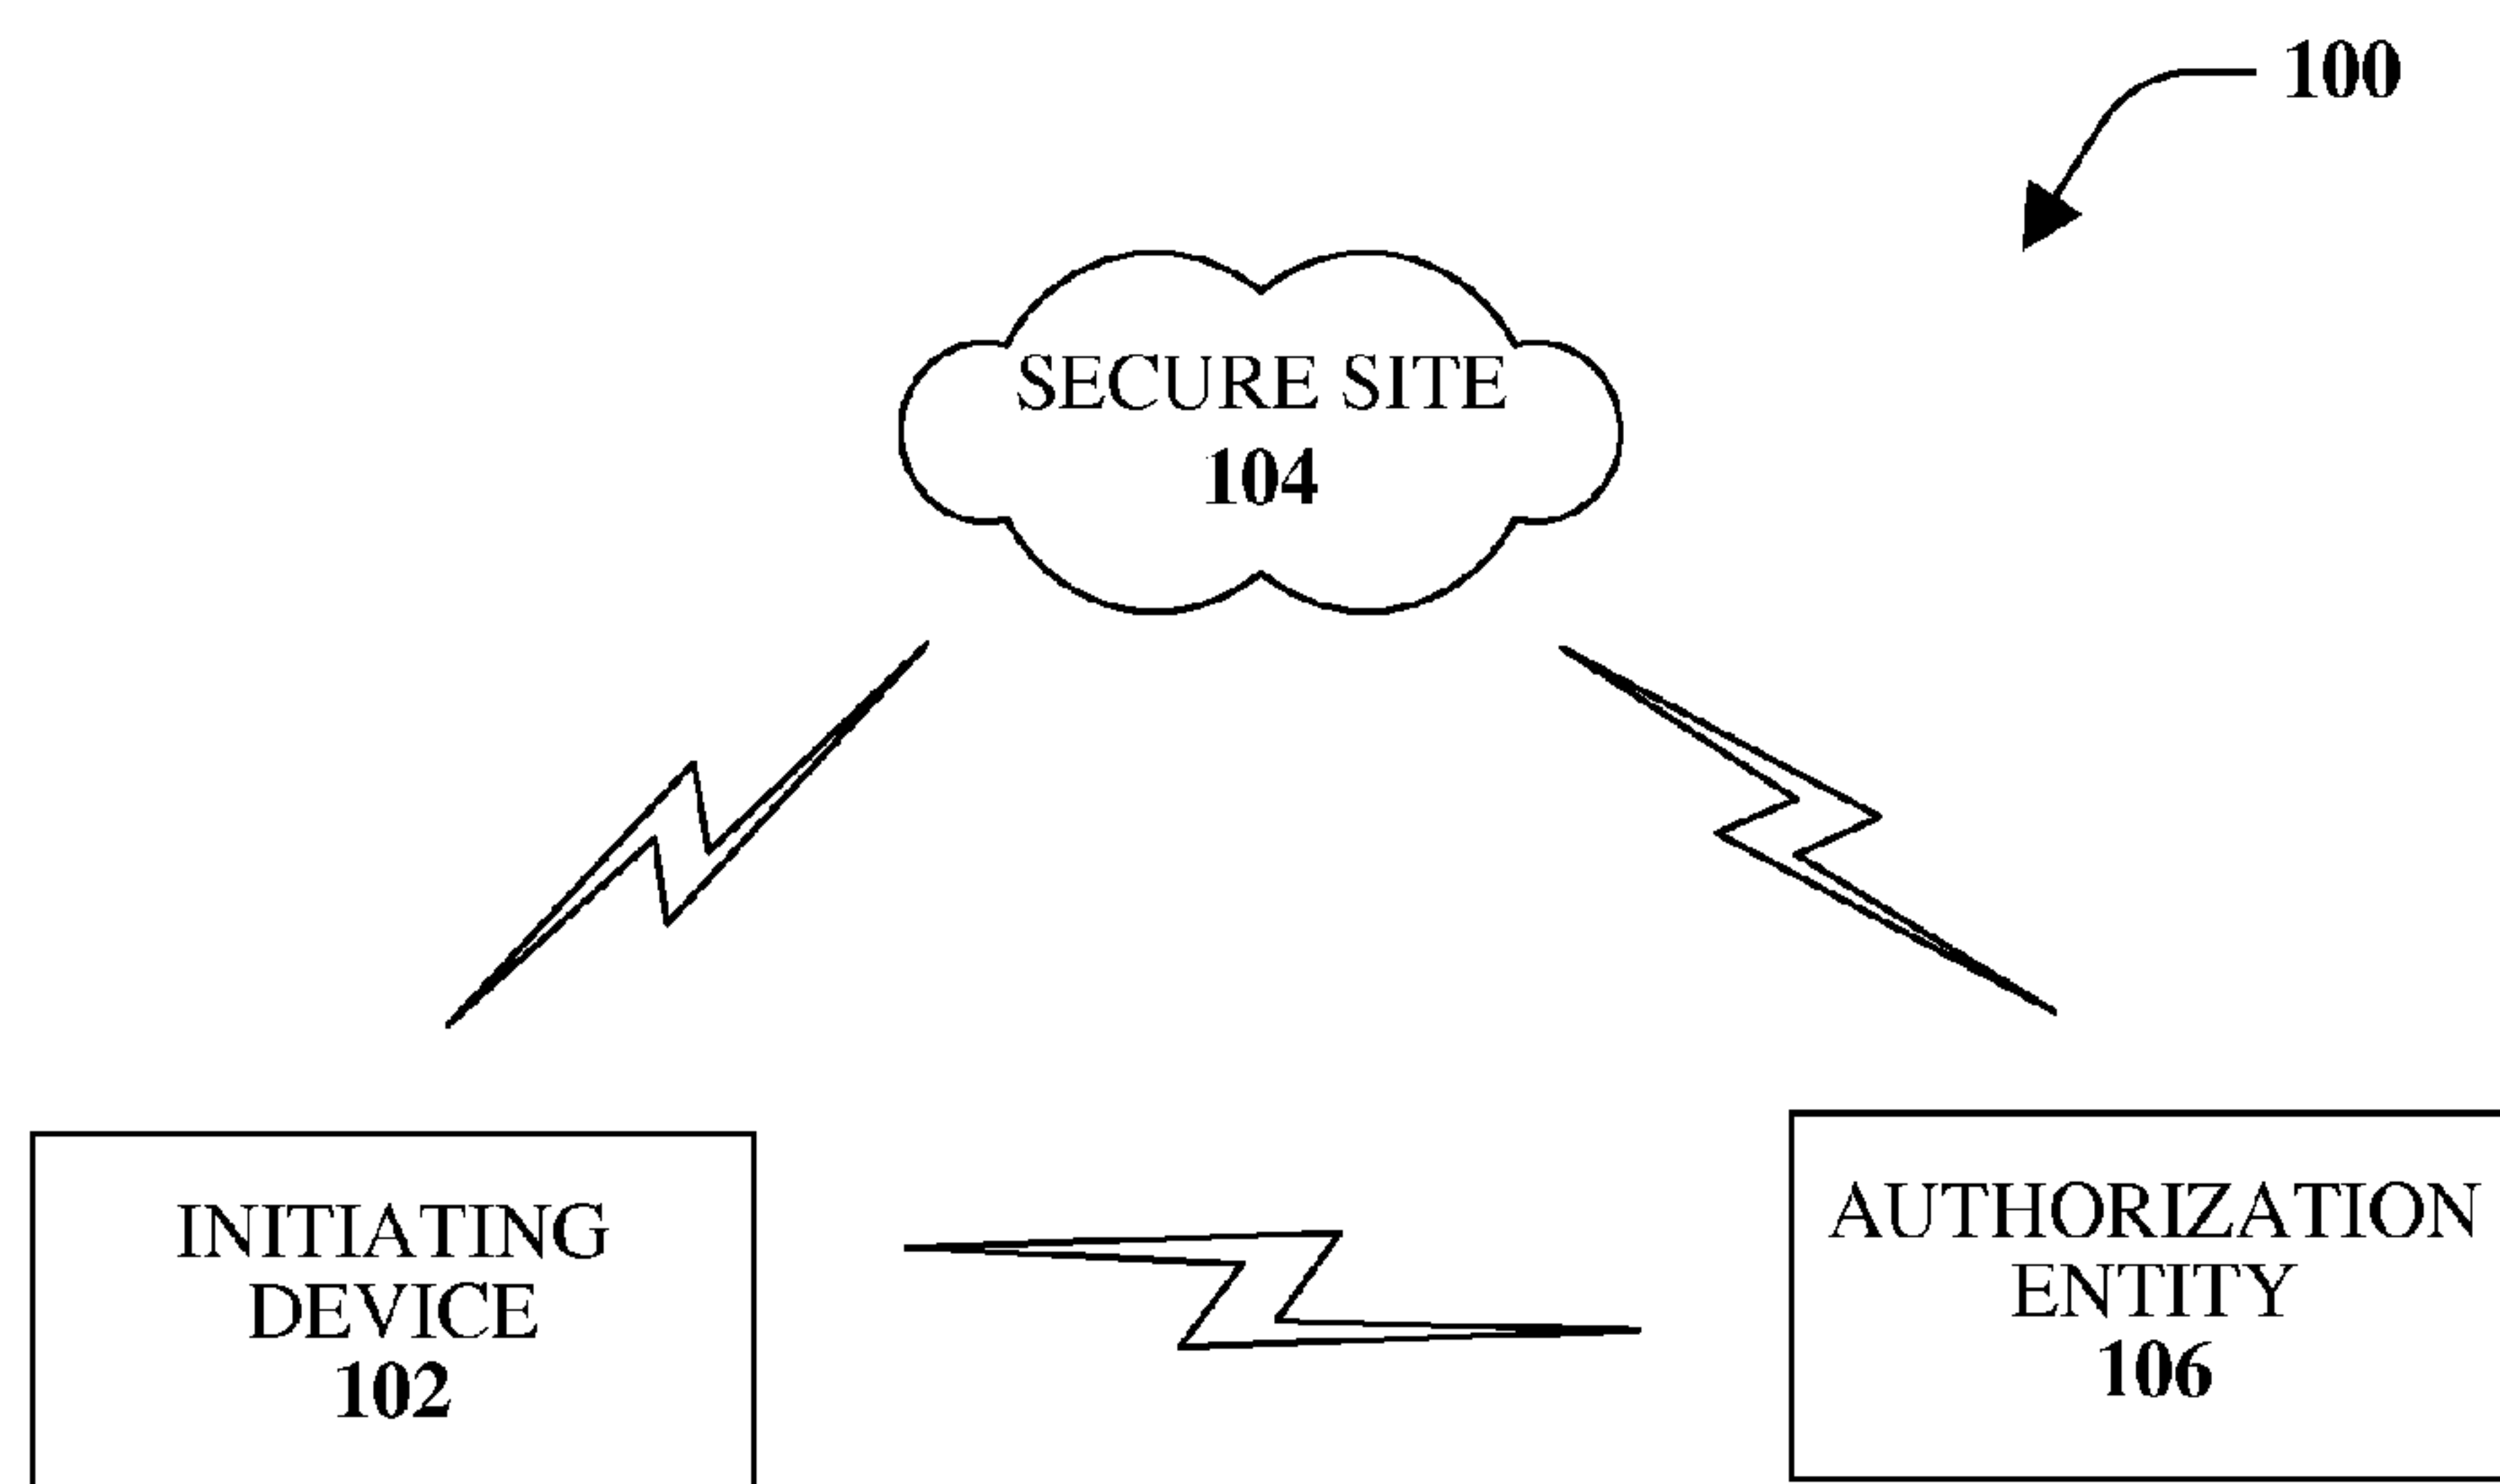 100
SECURE SITE
104
INITIATING
DEVICE
102
AUTHORIZATION
ENTITY
106